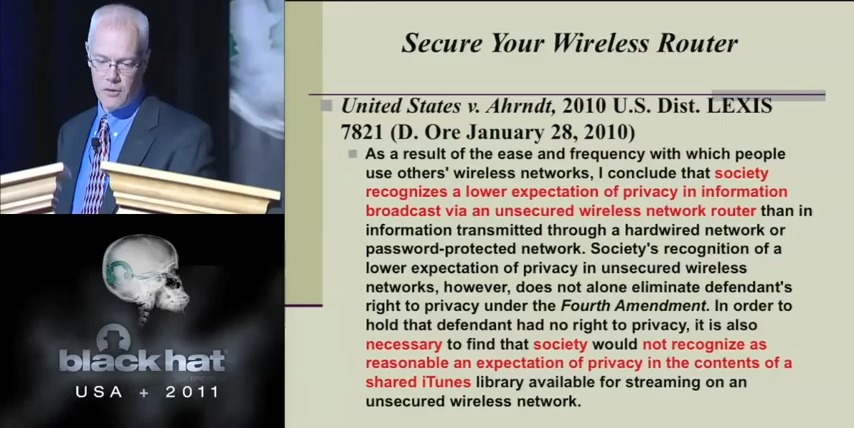 Secure Your Wireless Router
United States v. Ahrndt, 2010 U.S. Dist. LEXIS
7821 (D. Ore January 28, 2010)
As a result of the ease and frequency with which people
use others' wireless networks, I conclude that society
recognizes a lower expectation of privacy in information
broadcast via an unsecured wireless network router than in
information transmitted through a hardwired network or
password-protected network. Society's recognition of a
lower expectation of privacy in unsecured wireless
networks, however, does not alone eliminate defendant's
right to privacy under the Fourth Amendment. In order to
hold that defendant had no right to privacy, it is also
necessary to find that society would not recognize as
reasonable an expectation of privacy in the contents of a
shared iTunes library available for streaming on an
unsecured wireless network.
black hat
USA + 2011